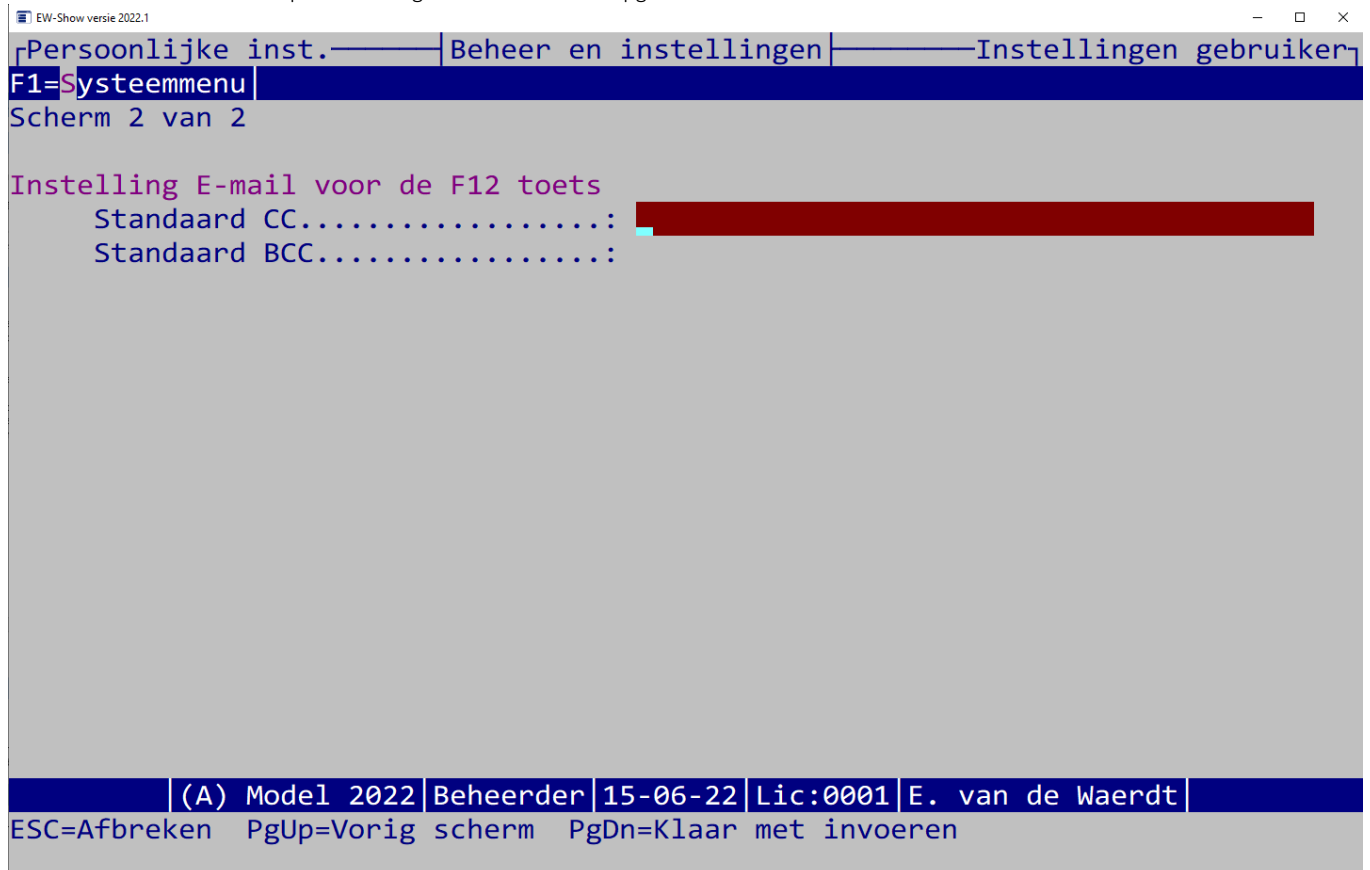 EW-Show versie 2022.1
Persoonlijke inst. Beheer en instellingen Instellingen gebruiker
F1=Systeemmenu
Scherm 2 van 2
Instelling E-mail voor de F12 toets
Standaard CC..................:
Standaard BCC.................:
(A) Model 2022|Beheerder|15-06-22|Lic:0001|E. van de Waerdt|
ESC=Afbreken PgUp=Vorig scherm PgDn=Klaar met invoeren